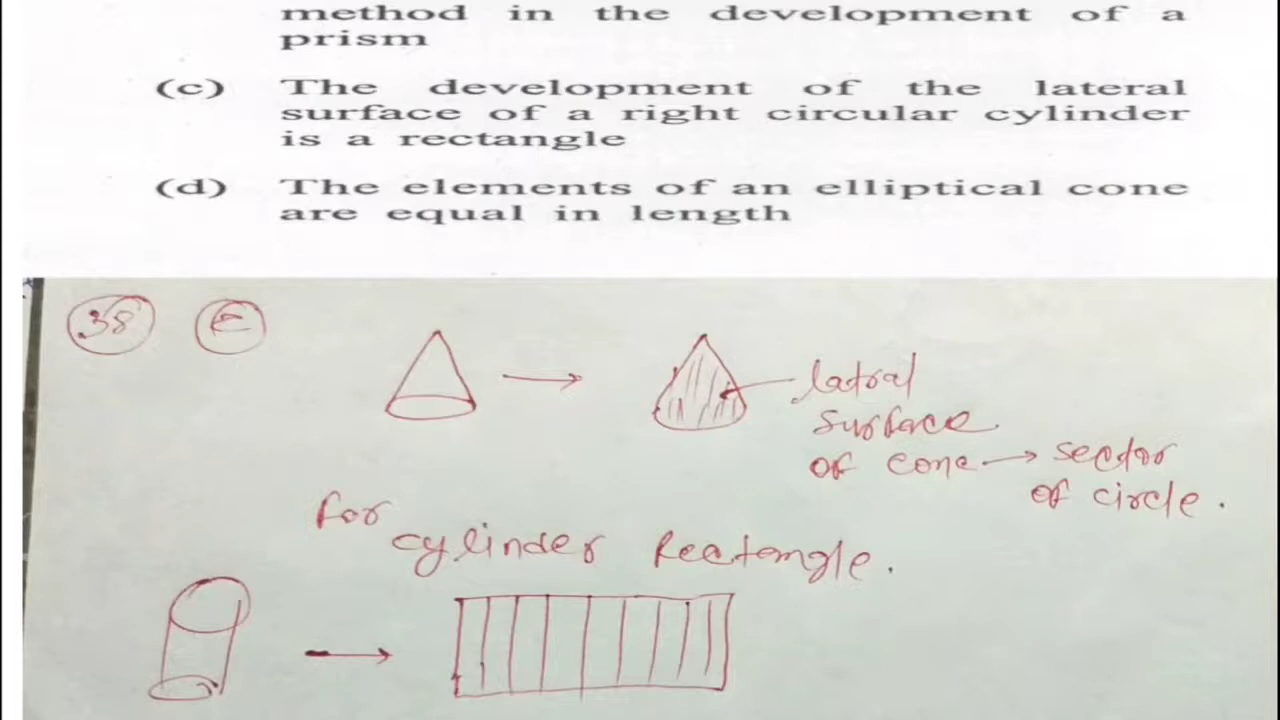 method in the development of a
prism
(c) The development of the lateral
surface of a right circular cylinder
is a rectangle
(d) The elements of an elliptical cone
are equal in length
38 E
latral
surface
of cone → sector
of circle.
for
cylinder Rectangle.